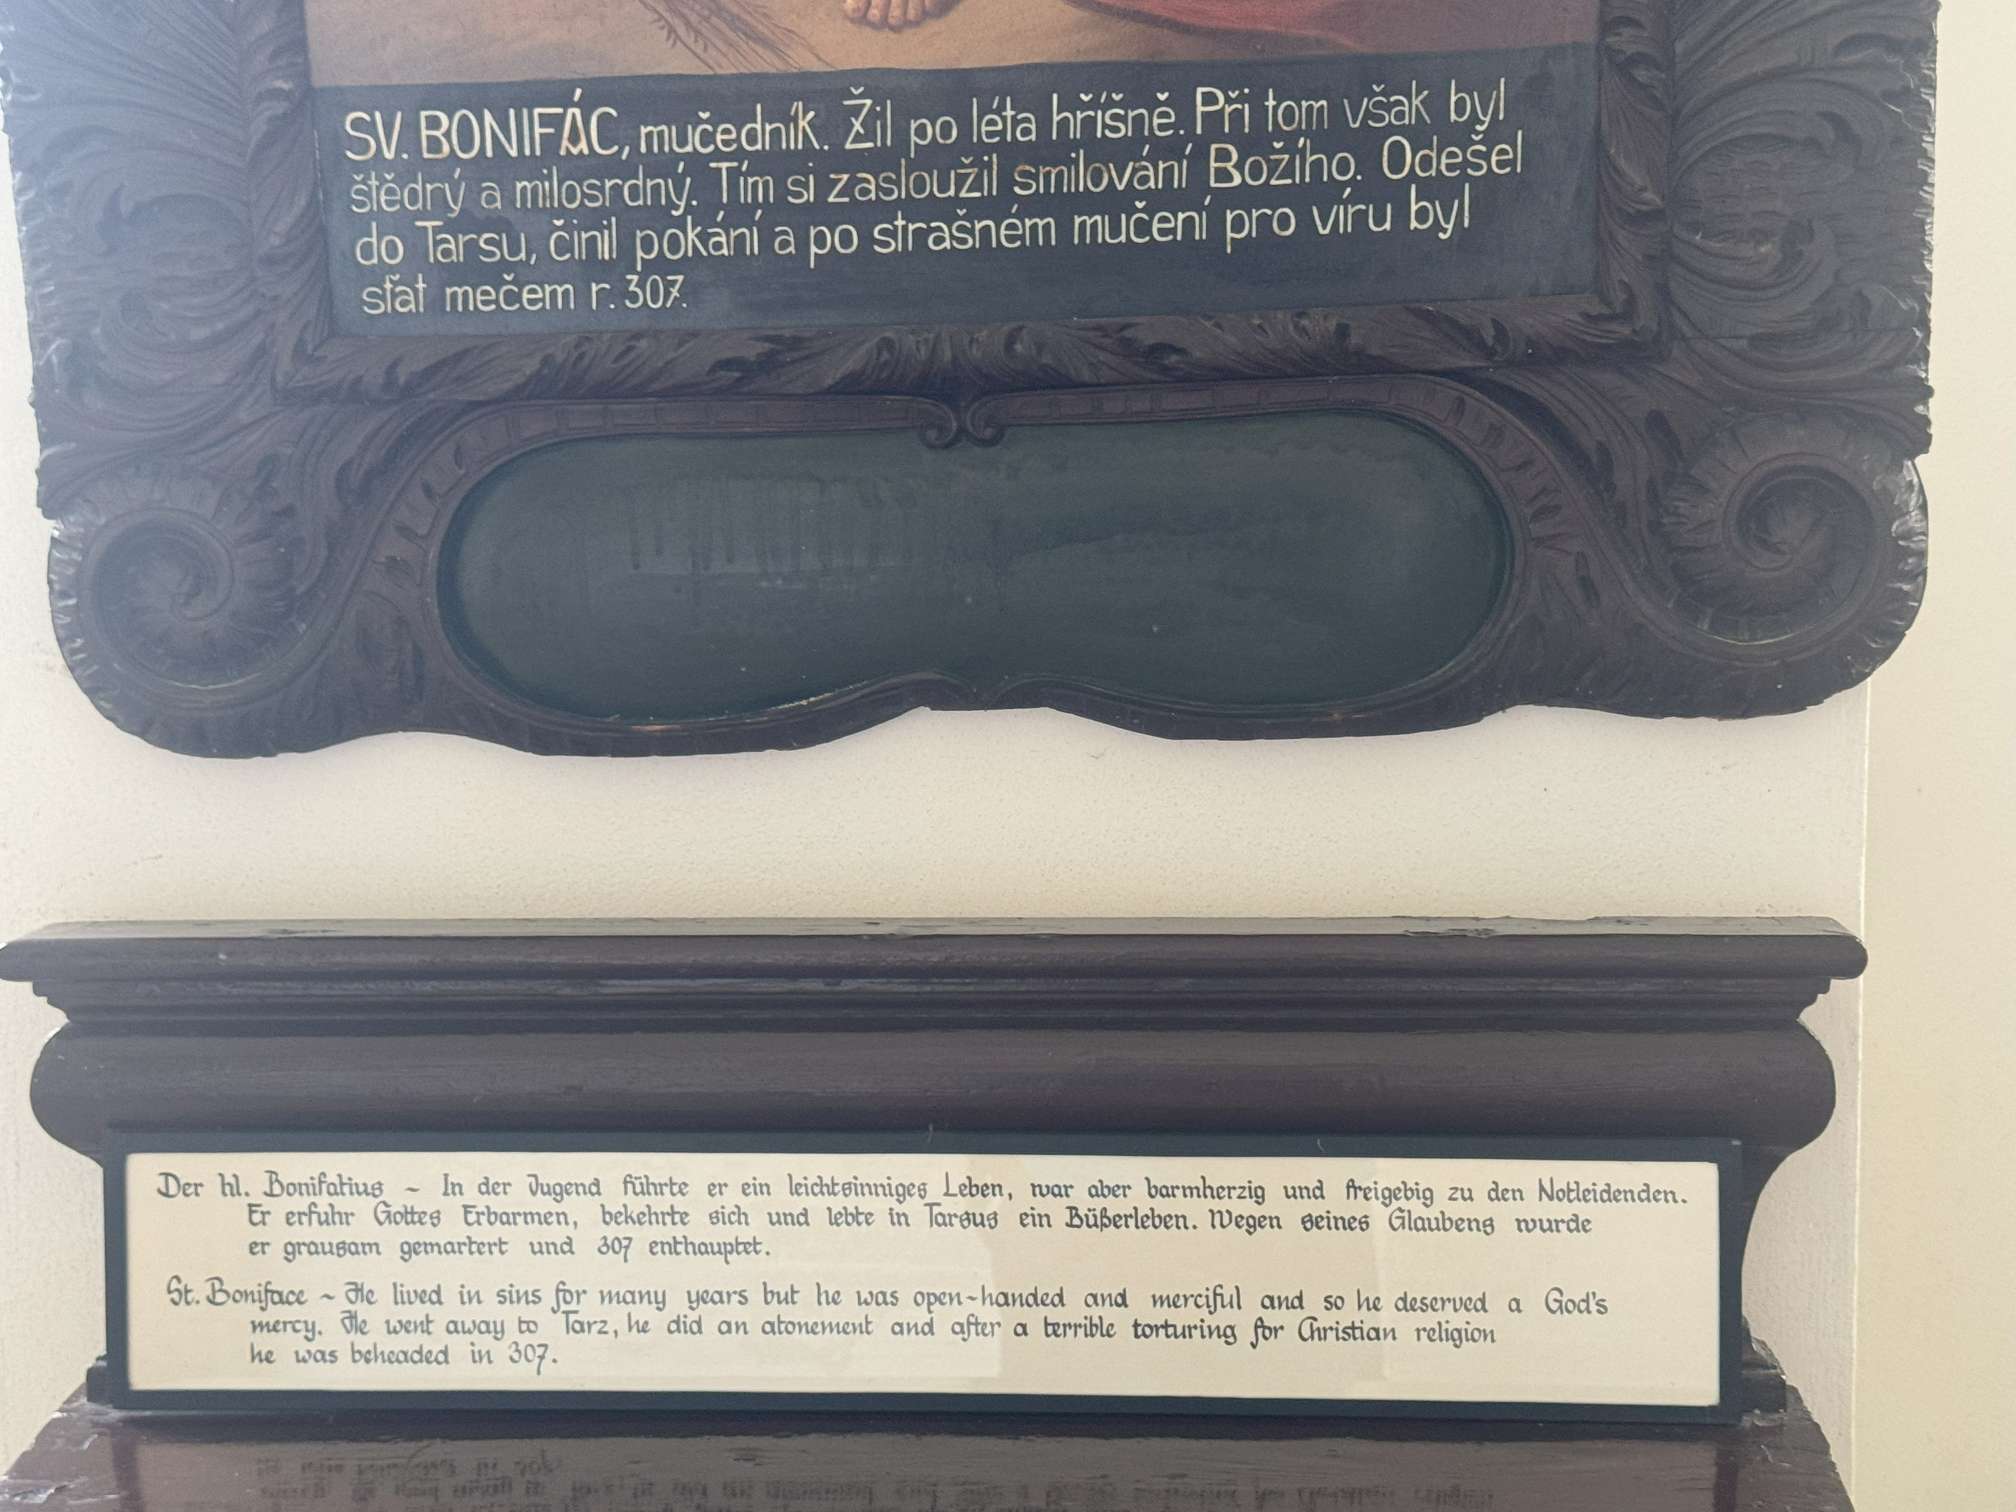 SV. BONIFÁC, mučedník. Žil po léta hříšně. Při tom však byl
štědrý a milosrdný. Tím si zasloužil smilování Božího. Odešel
do Tarsu, činil pokání a po strašném mučení pro víru byl
sťat mečem r. 307.
Der hl. Bonifatius ~ In der Jugend führte er ein leichtsinniges Leben, war aber barmherzig und freigebig zu den Notleidenden.
Er erfuhr Gottes Erbarmen, bekehrte sich und lebte in Tarsus ein Büßerleben. Wegen seines Glaubens wurde
er grausam gemartert und 307 enthauptet.
St. Boniface ~ He lived in sins for many years but he was open-handed and merciful and so he deserved a God's
mercy. He went away to Tarz, he did an atonement and after a terrible torturing for Christian religion
he was beheaded in 307.